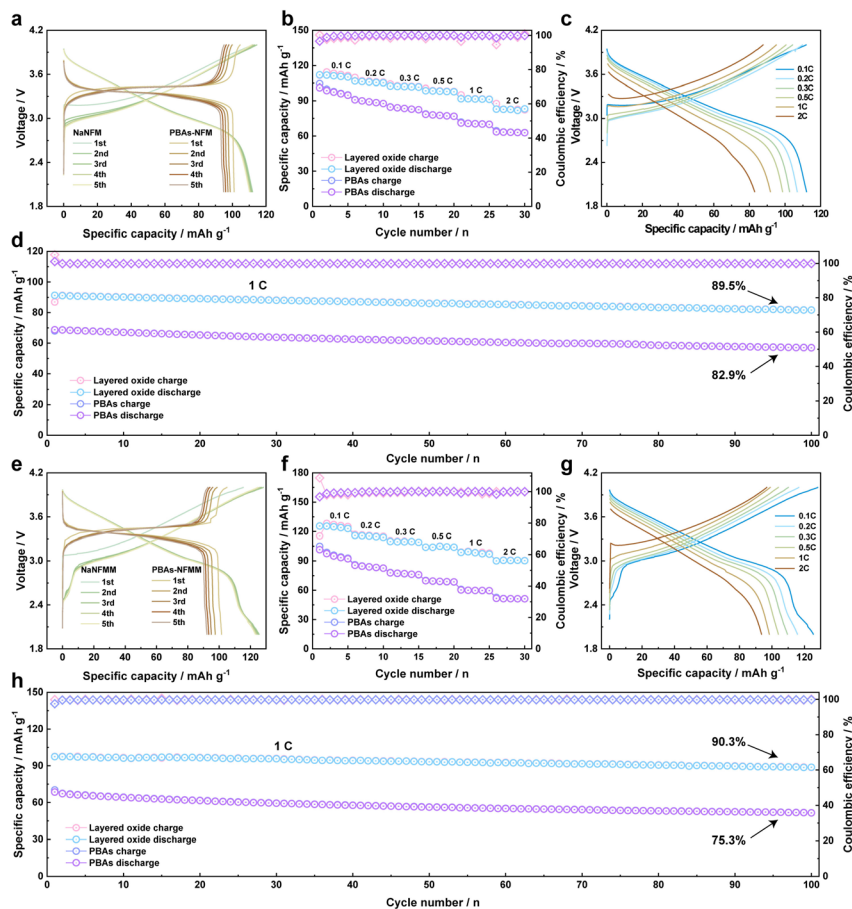 a
4.2
3.6
3.0
2.4
1.8
Voltage / V
NaNFM PBAs-NFM
1st 1st
2nd 2nd
3rd 3rd
4th 4th
5th 5th
0 20 40 60 80 100 120
Specific capacity / mAh g-1
b
150
120
90
60
30
0
Specific capacity / mAh g-1
0.1 C 0.2 C 0.3 C 0.5 C 1 C 2 C
Layered oxide charge
Layered oxide discharge
PBAs charge
PBAs discharge
100
80
60
40
20
0
Coulombic efficiency / %
0 5 10 15 20 25 30
Cycle number / n
c
4.2
3.6
3.0
2.4
1.8
Voltage / V
0.1C
0.2C
0.3C
0.5C
1C
2C
0 20 40 60 80 100 120
Specific capacity / mAh g-1
d
120
100
80
60
40
20
0
Specific capacity / mAh g-1
1 C
89.5%
82.9%
Layered oxide charge
Layered oxide discharge
PBAs charge
PBAs discharge
100
80
60
40
20
0
Coulombic efficiency / %
0 10 20 30 40 50 60 70 80 90 100
Cycle number / n
e
4.2
3.6
3.0
2.4
1.8
Voltage / V
NaNFMM PBAs-NFMM
1st 1st
2nd 2nd
3rd 3rd
4th 4th
5th 5th
0 20 40 60 80 100 120
Specific capacity / mAh g-1
f
180
150
120
90
60
30
0
Specific capacity / mAh g-1
0.1 C 0.2 C 0.3 C 0.5 C 1 C 2 C
Layered oxide charge
Layered oxide discharge
PBAs charge
PBAs discharge
100
80
60
40
20
0
Coulombic efficiency / %
0 5 10 15 20 25 30
Cycle number / n
g
4.2
3.6
3.0
2.4
1.8
Voltage / V
0.1C
0.2C
0.3C
0.5C
1C
2C
0 20 40 60 80 100 120
Specific capacity / mAh g-1
h
150
120
90
60
30
0
Specific capacity / mAh g-1
1 C
90.3%
75.3%
Layered oxide charge
Layered oxide discharge
PBAs charge
PBAs discharge
100
80
60
40
20
0
Coulombic efficiency / %
0 10 20 30 40 50 60 70 80 90 100
Cycle number / n